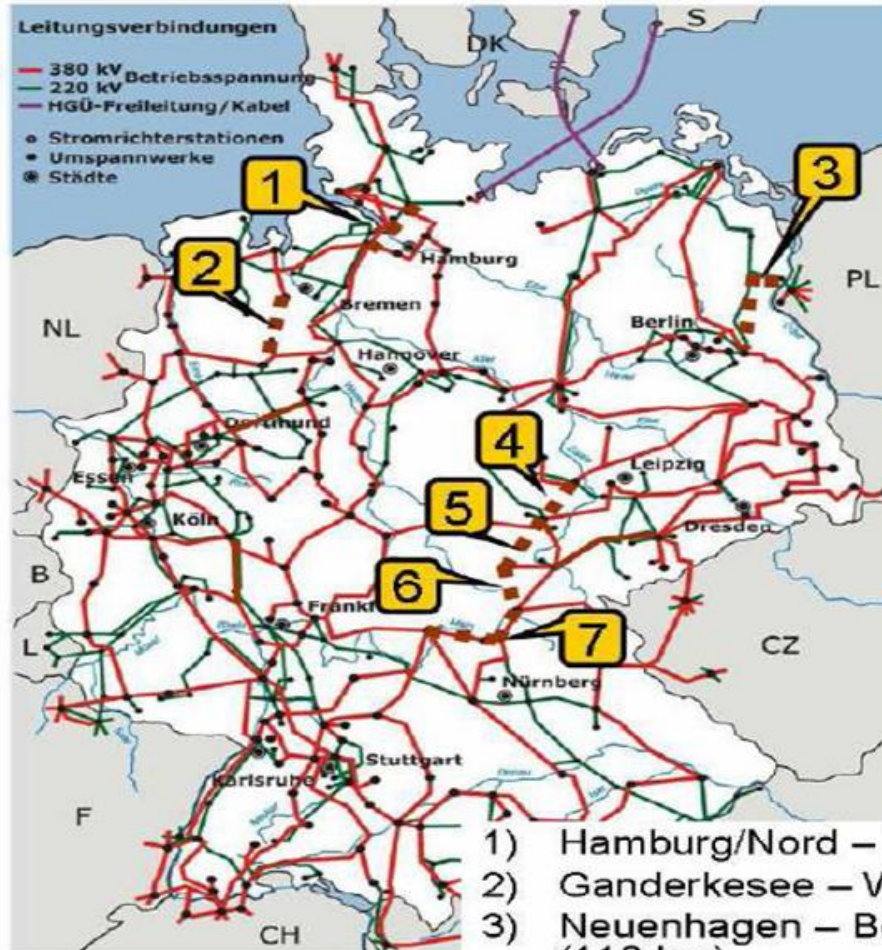 Leitungsverbindungen
380 kV
Betriebsspannung
220 kV
HGÜ-Freileitung/Kabel
Stromrichterstationen
Umspannwerke
Städte
DK
S
1
3
2
Hamburg
PL
Bremen
NL
Berlin
Hannover
Dortmund
4
Leipzig
Essen
5
Köln
Dresden
B
6
Frankf
7
L
CZ
Nürnberg
Stuttgart
Karlsruhe
F
CH
1) Hamburg/Nord –
2) Ganderkesee –
3) Neuenhagen –